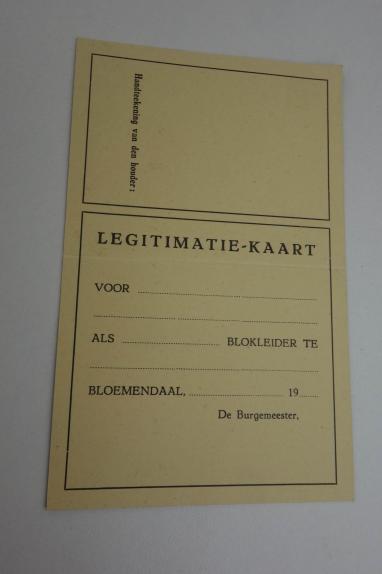 Handteekening van den houder:
LEGITIMATIE-KAART
VOOR
ALS BLOKLEIDER TE
BLOEMENDAAL, 19
De Burgemeester,